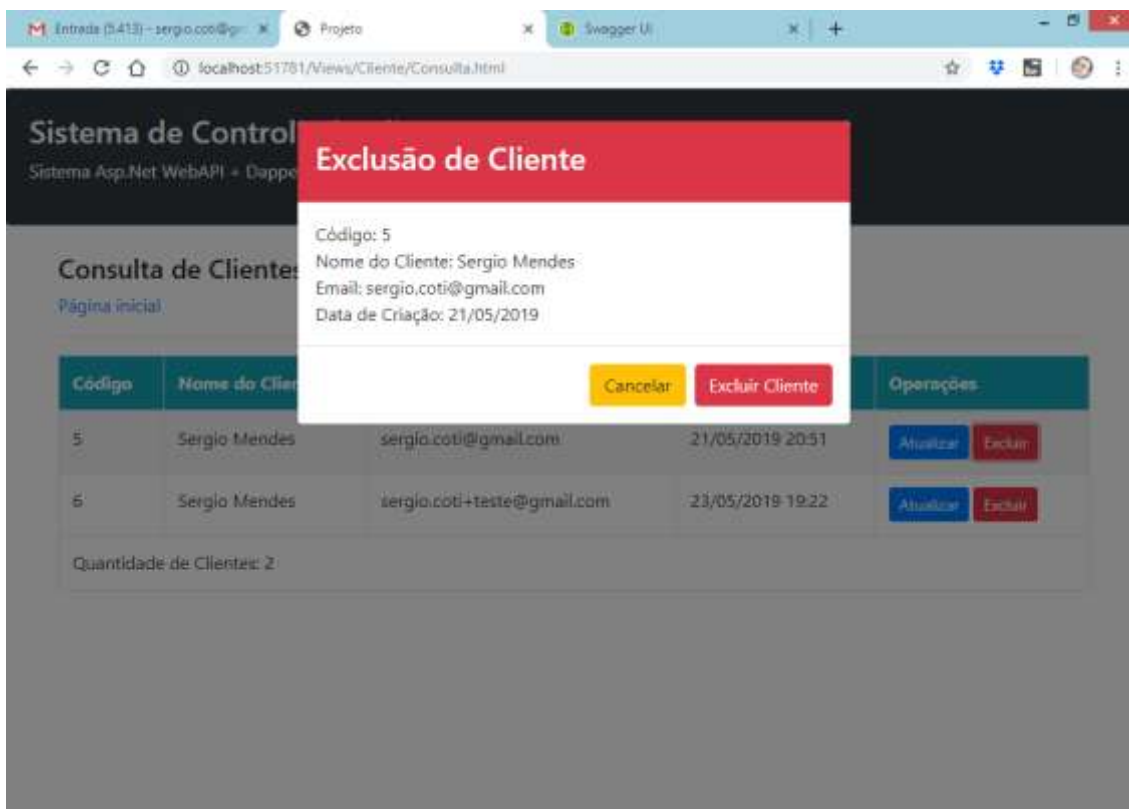 Entrada (5.413) - sergio.coti@g
Projeto
Swagger UI
localhost:51781/Views/Cliente/Consulta.html
Sistema de Control
Sistema Asp.Net WebAPI + Dappe
Exclusão de Cliente
Código: 5
Nome do Cliente: Sergio Mendes
Email: sergio.coti@gmail.com
Data de Criação: 21/05/2019
Cancelar Excluir Cliente
Consulta de Clientes
Página inicial
Código Nome do Clien Operações
5 Sergio Mendes sergio.coti@gmail.com 21/05/2019 20:51 Atualizar Excluir
6 Sergio Mendes sergio.coti+teste@gmail.com 23/05/2019 19:22 Atualizar Excluir
Quantidade de Clientes: 2